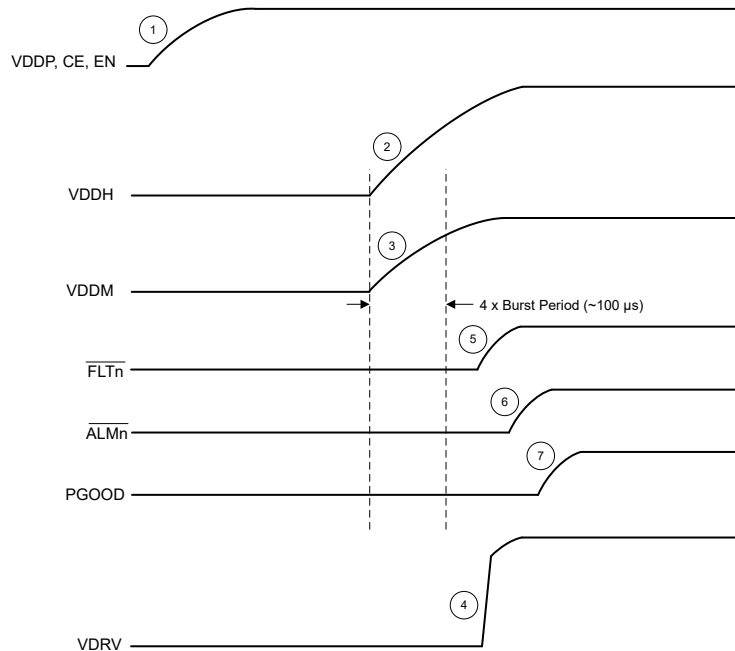 1
VDDP, CE, EN
2
VDDH
3
VDDM
4 x Burst Period (~100 µs)
5
FLTn
6
ALMn
7
PGOOD
4
VDRV